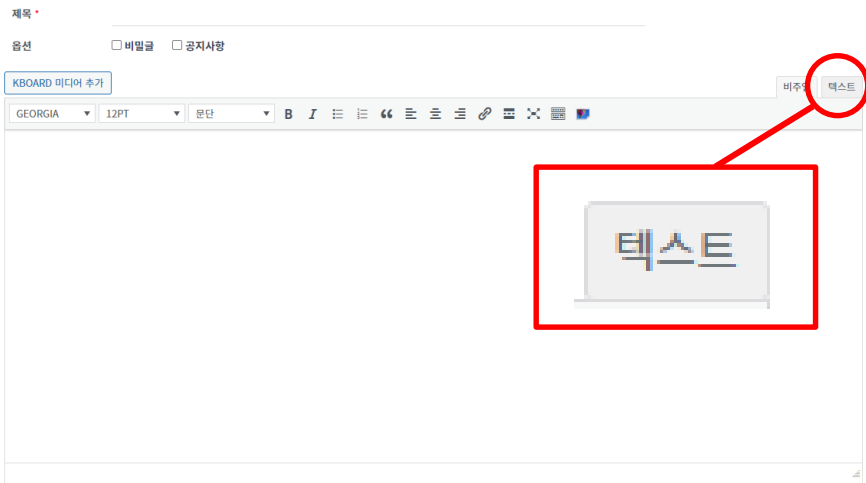 제목 *
옵션 비밀글 공지사항
KBOARD 미디어 추가
비주얼 텍스트
GEORGIA 12PT 문단 B I
텍스트